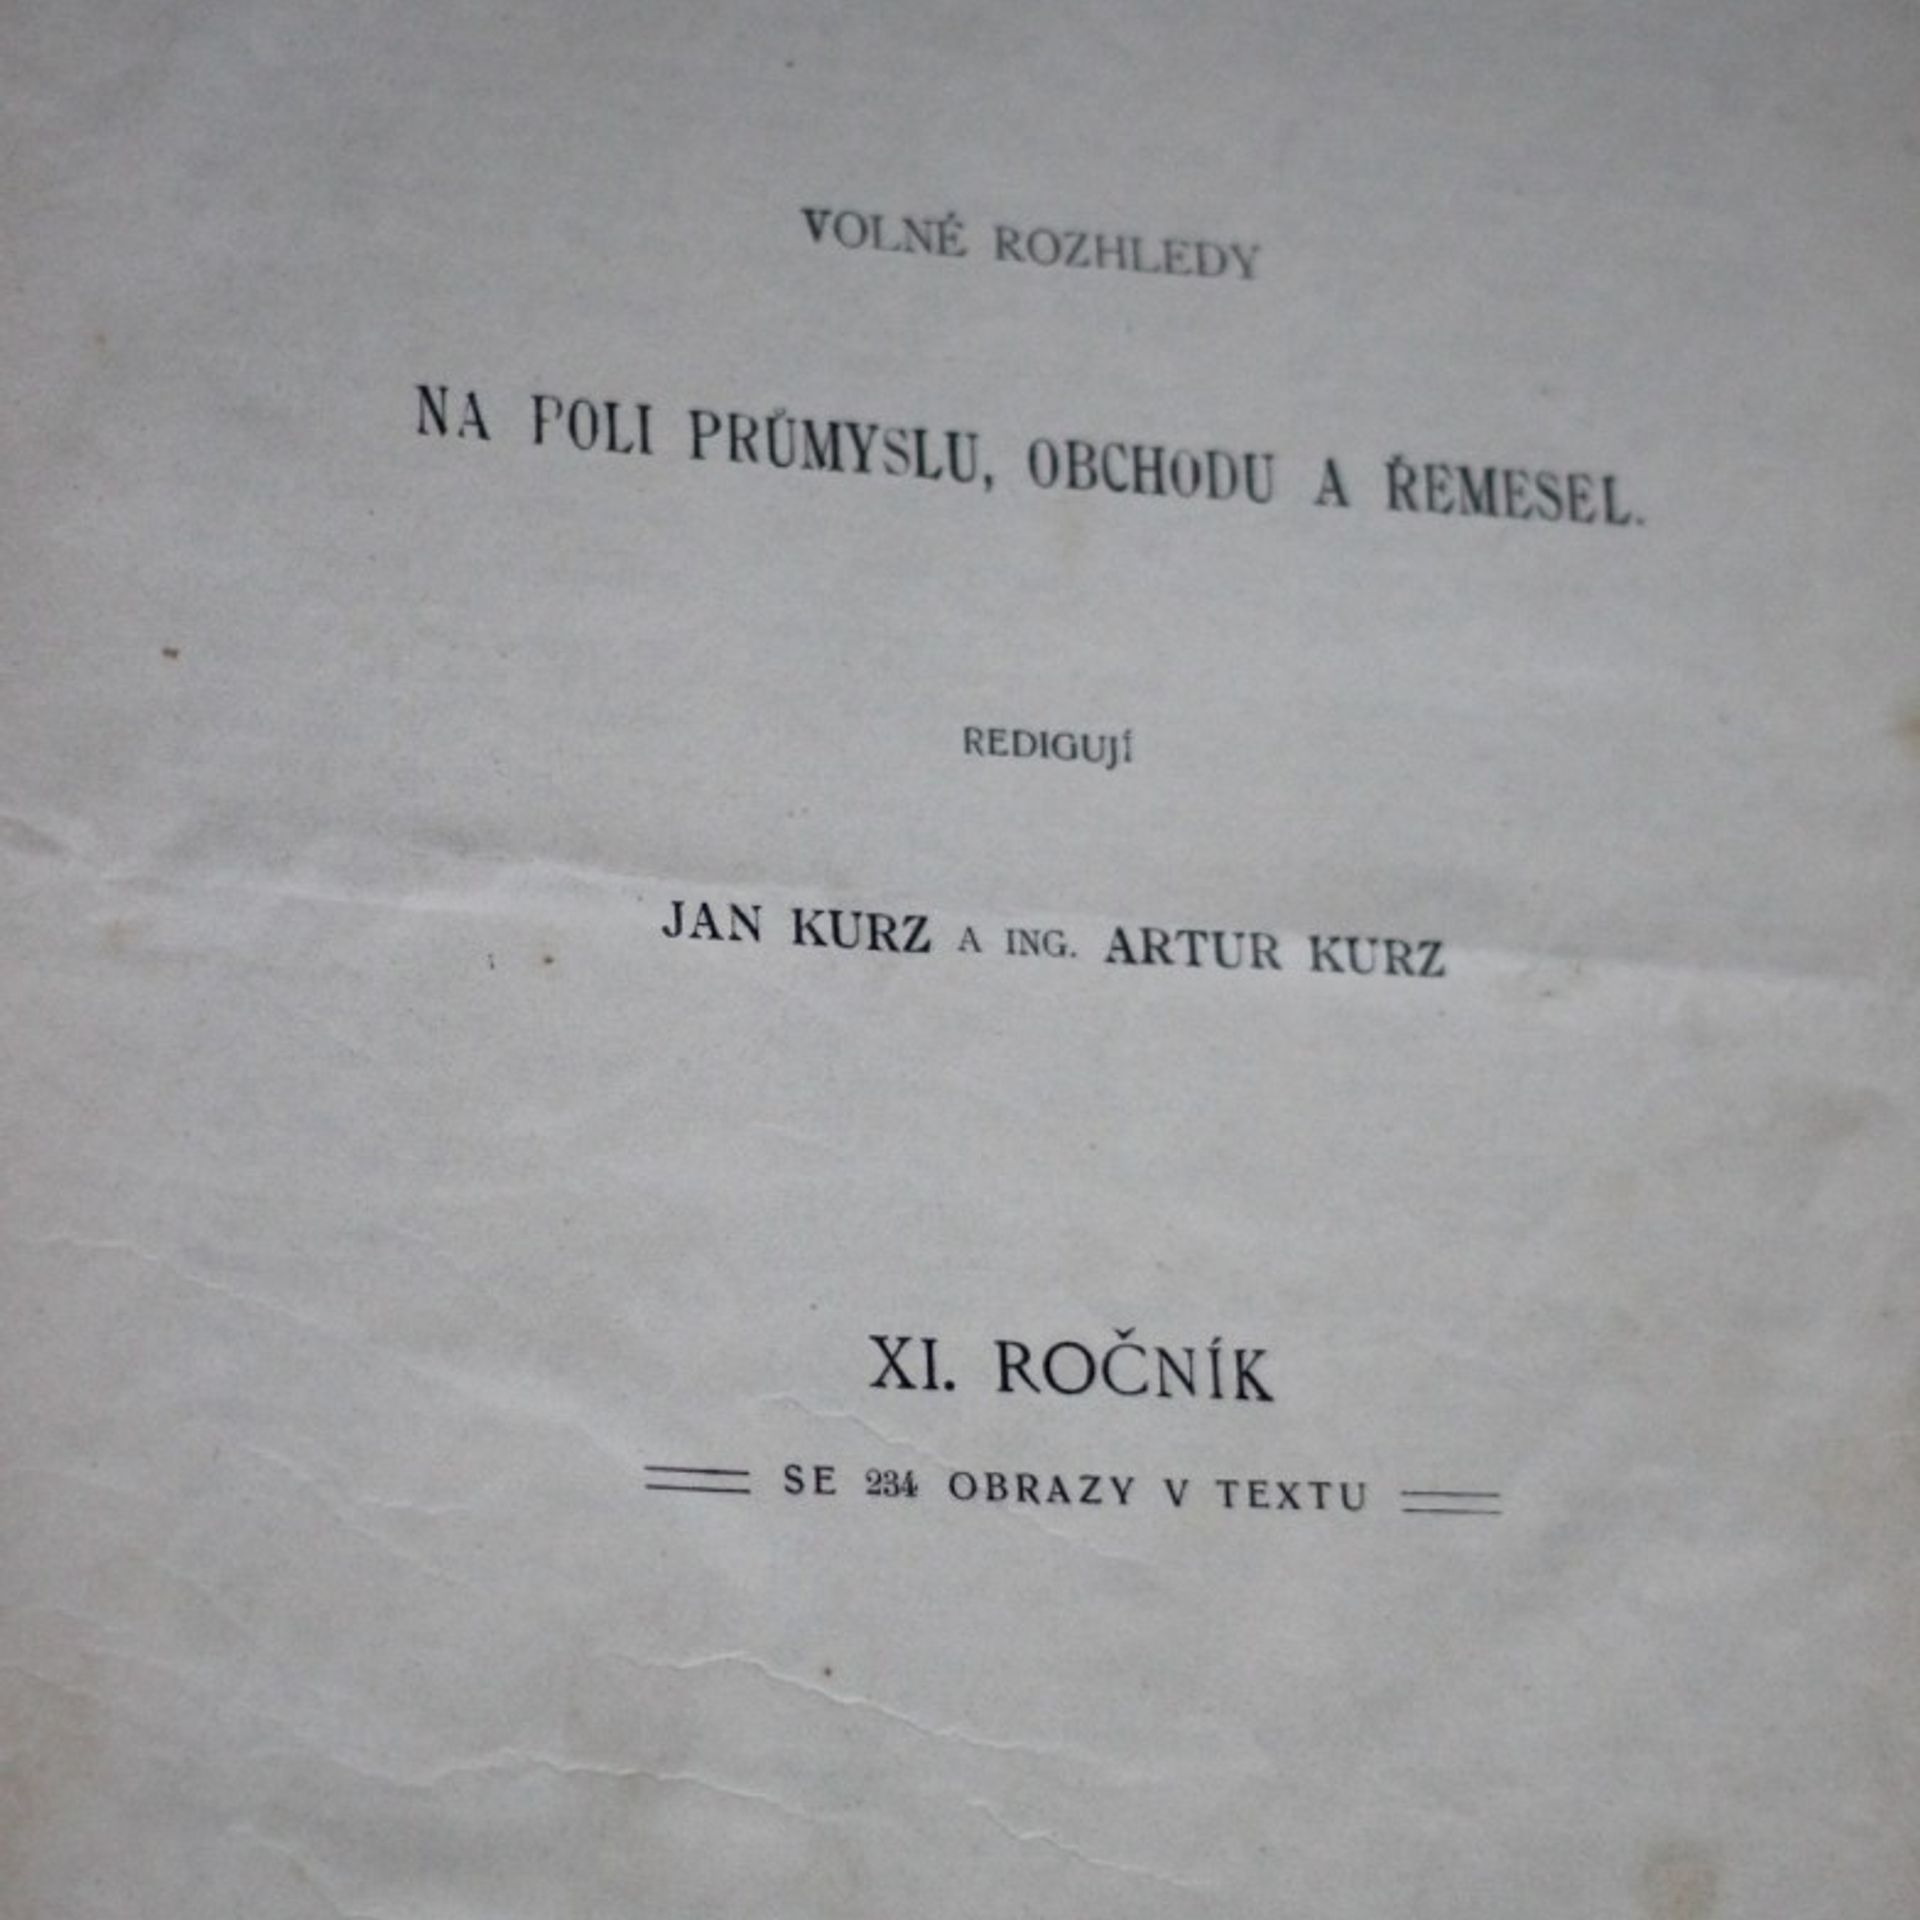 VOLNÉ ROZHLEDY
NA POLI PRŮMYSLU, OBCHODU A ŘEMESEL.
REDIGUJÍ
JAN KURZ A ING. ARTUR KURZ
XI. ROČNÍK
SE 234 OBRAZY V TEXTU